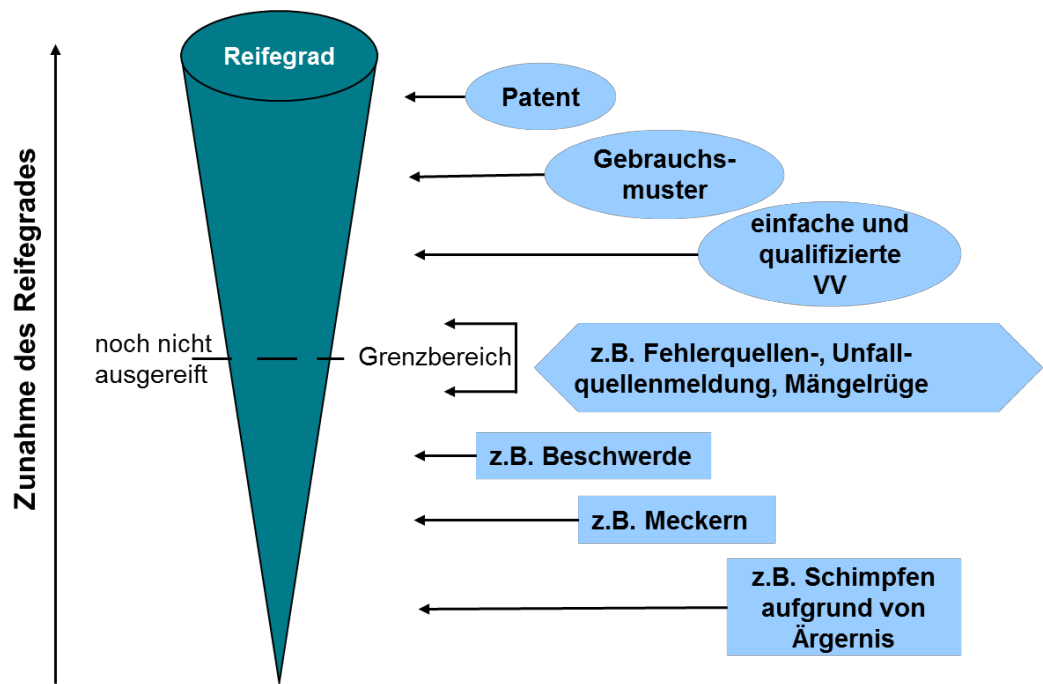 Zunahme des Reifegrades
Reifegrad
Patent
Gebrauchs-
muster
einfache und
qualifizierte
VV
noch nicht
ausgereift
Grenzbereich
z.B. Fehlerquellen-, Unfall-
quellenmeldung, Mängelrüge
z.B. Beschwerde
z.B. Meckern
z.B. Schimpfen
aufgrund von
Ärgernis